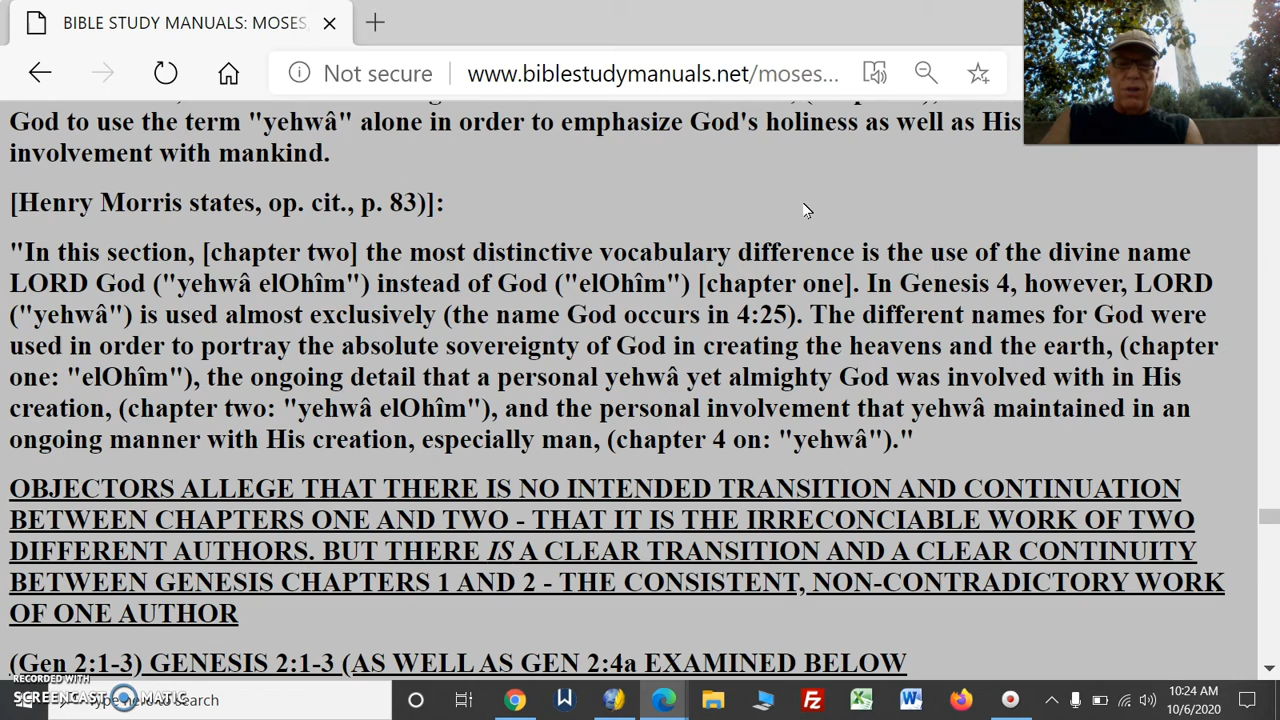 BIBLE STUDY MANUALS: MOSES,
Not secure
www.biblestudymanuals.net/moses...
God to use the term "yehwâ" alone in order to emphasize God's holiness as well as His
involvement with mankind.
[Henry Morris states, op. cit., p. 83)]:
"In this section, [chapter two] the most distinctive vocabulary difference is the use of the divine name
LORD God ("yehwâ elOhîm") instead of God ("elOhîm") [chapter one]. In Genesis 4, however, LORD
("yehwâ") is used almost exclusively (the name God occurs in 4:25). The different names for God were
used in order to portray the absolute sovereignty of God in creating the heavens and the earth, (chapter
one: "elOhîm"), the ongoing detail that a personal yehwâ yet almighty God was involved with in His
creation, (chapter two: "yehwâ elOhîm"), and the personal involvement that yehwâ maintained in an
ongoing manner with His creation, especially man, (chapter 4 on: "yehwâ")."
OBJECTORS ALLEGE THAT THERE IS NO INTENDED TRANSITION AND CONTINUATION
BETWEEN CHAPTERS ONE AND TWO - THAT IT IS THE IRRECONCIABLE WORK OF TWO
DIFFERENT AUTHORS. BUT THERE IS A CLEAR TRANSITION AND A CLEAR CONTINUITY
BETWEEN GENESIS CHAPTERS 1 AND 2 - THE CONSISTENT, NON-CONTRADICTORY WORK
OF ONE AUTHOR
(Gen 2:1-3) GENESIS 2:1-3 (AS WELL AS GEN 2:4a EXAMINED BELOW
RECORDED WITH
SCREENCAST MATIC
Type here to search
10:24 AM
10/6/2020